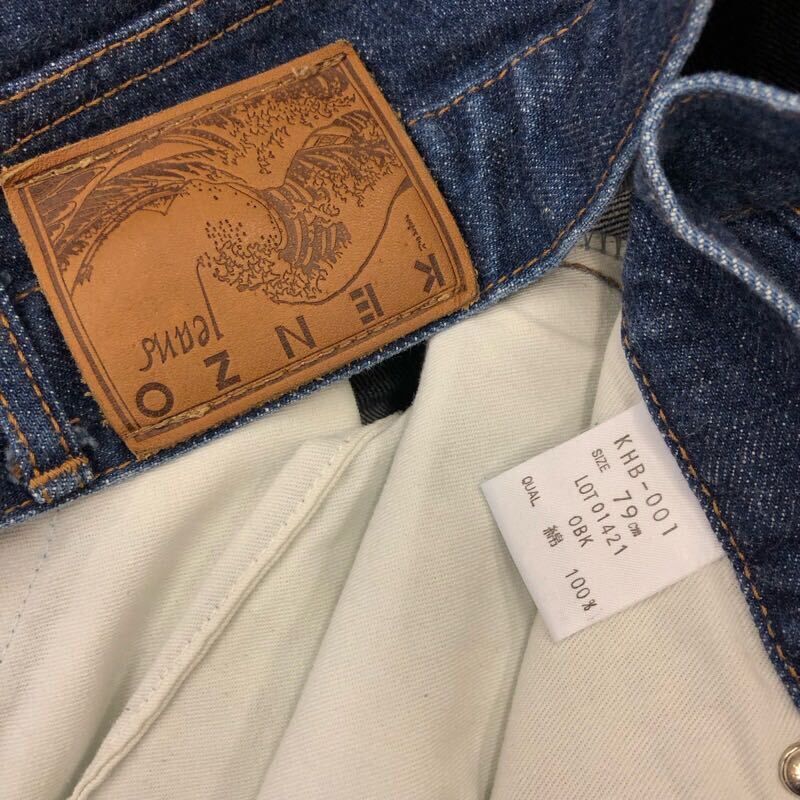 KENZO
Jeans
KHB-001
SIZE 79㎝
LOT01421
OBK
QUAL 綿 100%